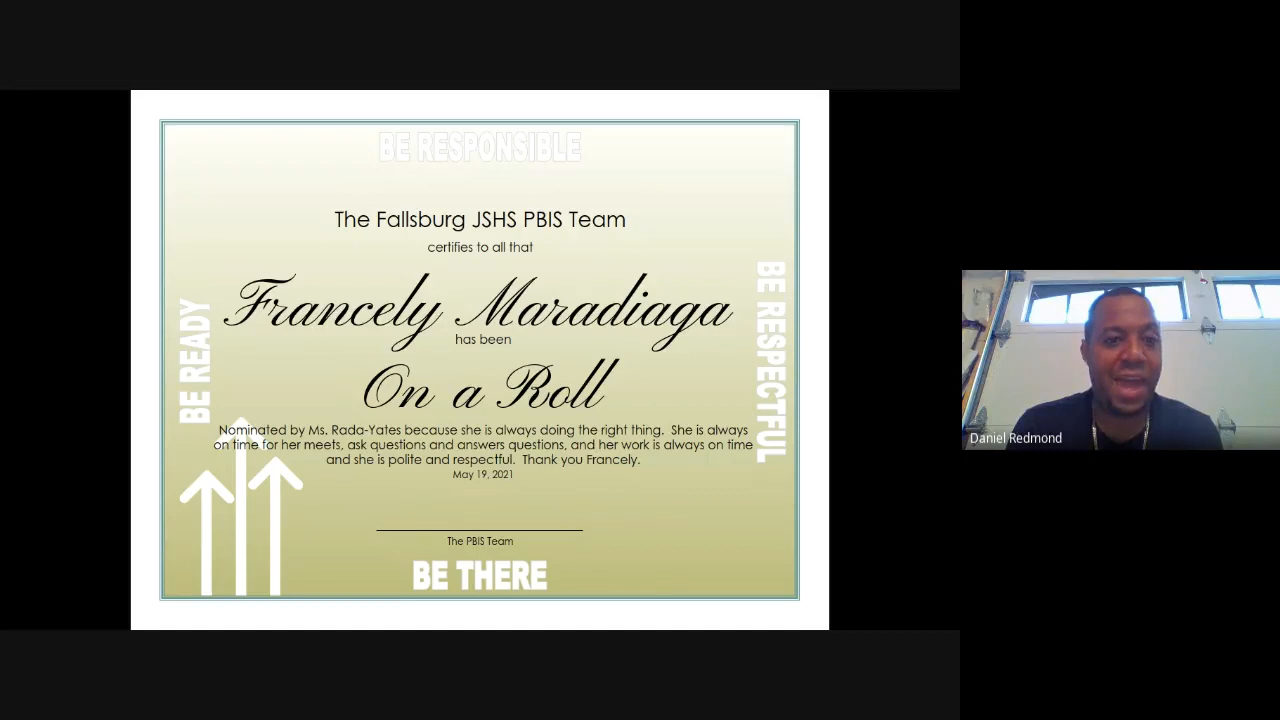 BE RESPONSIBLE
The Fallsburg JSHS PBIS Team
certifies to all that
Francely Maradiaga
has been
On a Roll
Nominated by Ms. Rada-Yates because she is always doing the right thing. She is always
on time for her meets, ask questions and answers questions, and her work is always on time
and she is polite and respectful. Thank you Francely.
May 19, 2021
The PBIS Team
BE THERE
BE READY
BE RESPECTFUL
Daniel Redmond